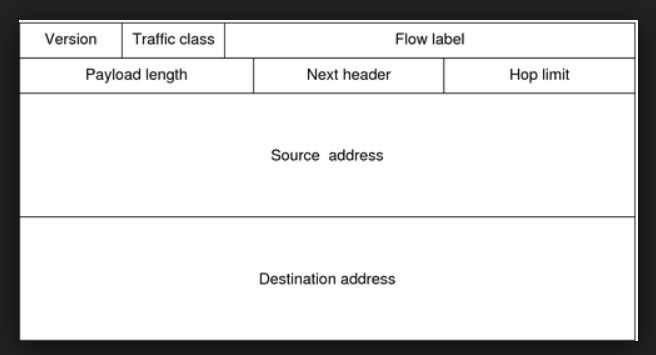 Version Traffic class Flow label
Payload length Next header Hop limit
Source address
Destination address